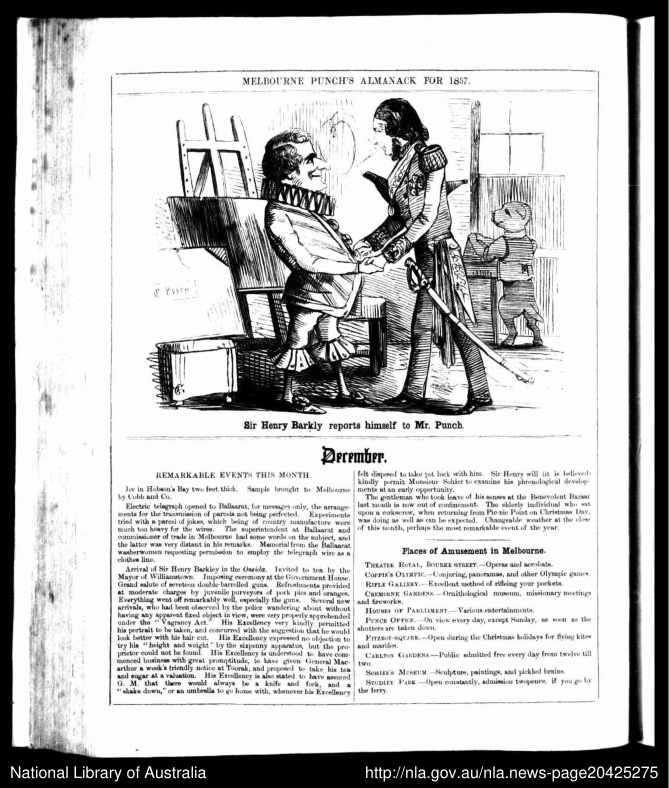 MELBOURNE PUNCH'S ALMANACK FOR 1857.
Sir Henry Barkly reports himself to Mr. Punch.
December.
REMARKABLE EVENTS THIS MONTH.
Ice in Hobson's Bay two feet thick. Sample brought to Melbourne
by Cobb and Co.
Electric telegraph opened to Ballaarat, for messages only, the arrange-
ments for the transmission of parcels not being perfected. Experiments
tried with a parcel of jokes, which being of country manufacture were
much too heavy for the wires. The superintendent at Ballaarat and
commissioner of trade in Melbourne had some words on the subject, and
the latter was very distant in his remarks. Memorial from the Ballaarat
washerwomen requesting permission to employ the telegraph wire as a
clothes line.
Arrival of Sir Henry Barkley in the Oneida. Invited to tea by the
Mayor of Williamstown. Imposing ceremony at the Government House.
Grand salute of seveteen double-barrelled guns. Refreshments provided
at moderate charges by juvenile purveyors of pork pies and oranges.
Everything went off remarkably well, especially the guns. Several new
arrivals, who had been observed by the police wandering about without
having any apparent fixed object in view, were very properly apprehended
under the "Vagrancy Act." His Excellency very kindly permitted
his portrait to be taken, and concurred with the suggestion that he would
look better with his hair cut. His Excellency expressed no objection to
try his "height and weight" by the sixpenny apparatus, but the pro-
prietor could not be found. His Excellency is understood to have com-
menced business with great promptitude, to have given General Mac-
arthur a week's friendly notice at Toorak, and proposed to take his tea
and sugar at a valuation. His Excellency is also stated to have assured
G. M. that there would always be a knife and fork, and a
"shake down," or an umbrella to go home with, whenever his Excellency
felt disposed to take pot luck with him. Sir Henry will (it is believed)
kindly permit Monsieur Sohier to examine his phrenological develop-
ments at an early opportunity.
The gentleman who took leave of his senses at the Benevolent Bazaar
last month is now out of confinement. The elderly individual who sat
upon a corkscrew, when returning from Pic-nic Point on Christmas Day,
was doing as well as can be expected. Changeable weather at the close
of this month, perhaps the most remarkable event of the year.
Places of Amusement in Melbourne.
THEATRE ROYAL, BOURKE-STREET.—Operas and acrobats.
COPPIN'S OLYMPIC.—Conjuring, panoramas, and other Olympic games.
RIFLE GALLERY.—Excellent method of rifleing your pockets.
CREMORNE GARDENS.—Ornithological museum, missionary meetings
and fireworks.
HOUSES OF PARLIAMENT.—Various entertainments.
PUNCH OFFICE.—On view every day, except Sunday, as soon as the
shutters are taken down.
FITZROY-SQUARE.—Open during the Christmas holidays for flying kites
and marbles.
CARLTON GARDENS.—Public admitted free every day from twelve till
two.
SOHIER'S MUSEUM.—Sculpture, paintings, and pickled brains.
STUDLEY PARK.—Open constantly, admission twopence, if you go by
the ferry.
National Library of Australia
http://nla.gov.au/nla.news-page20425275